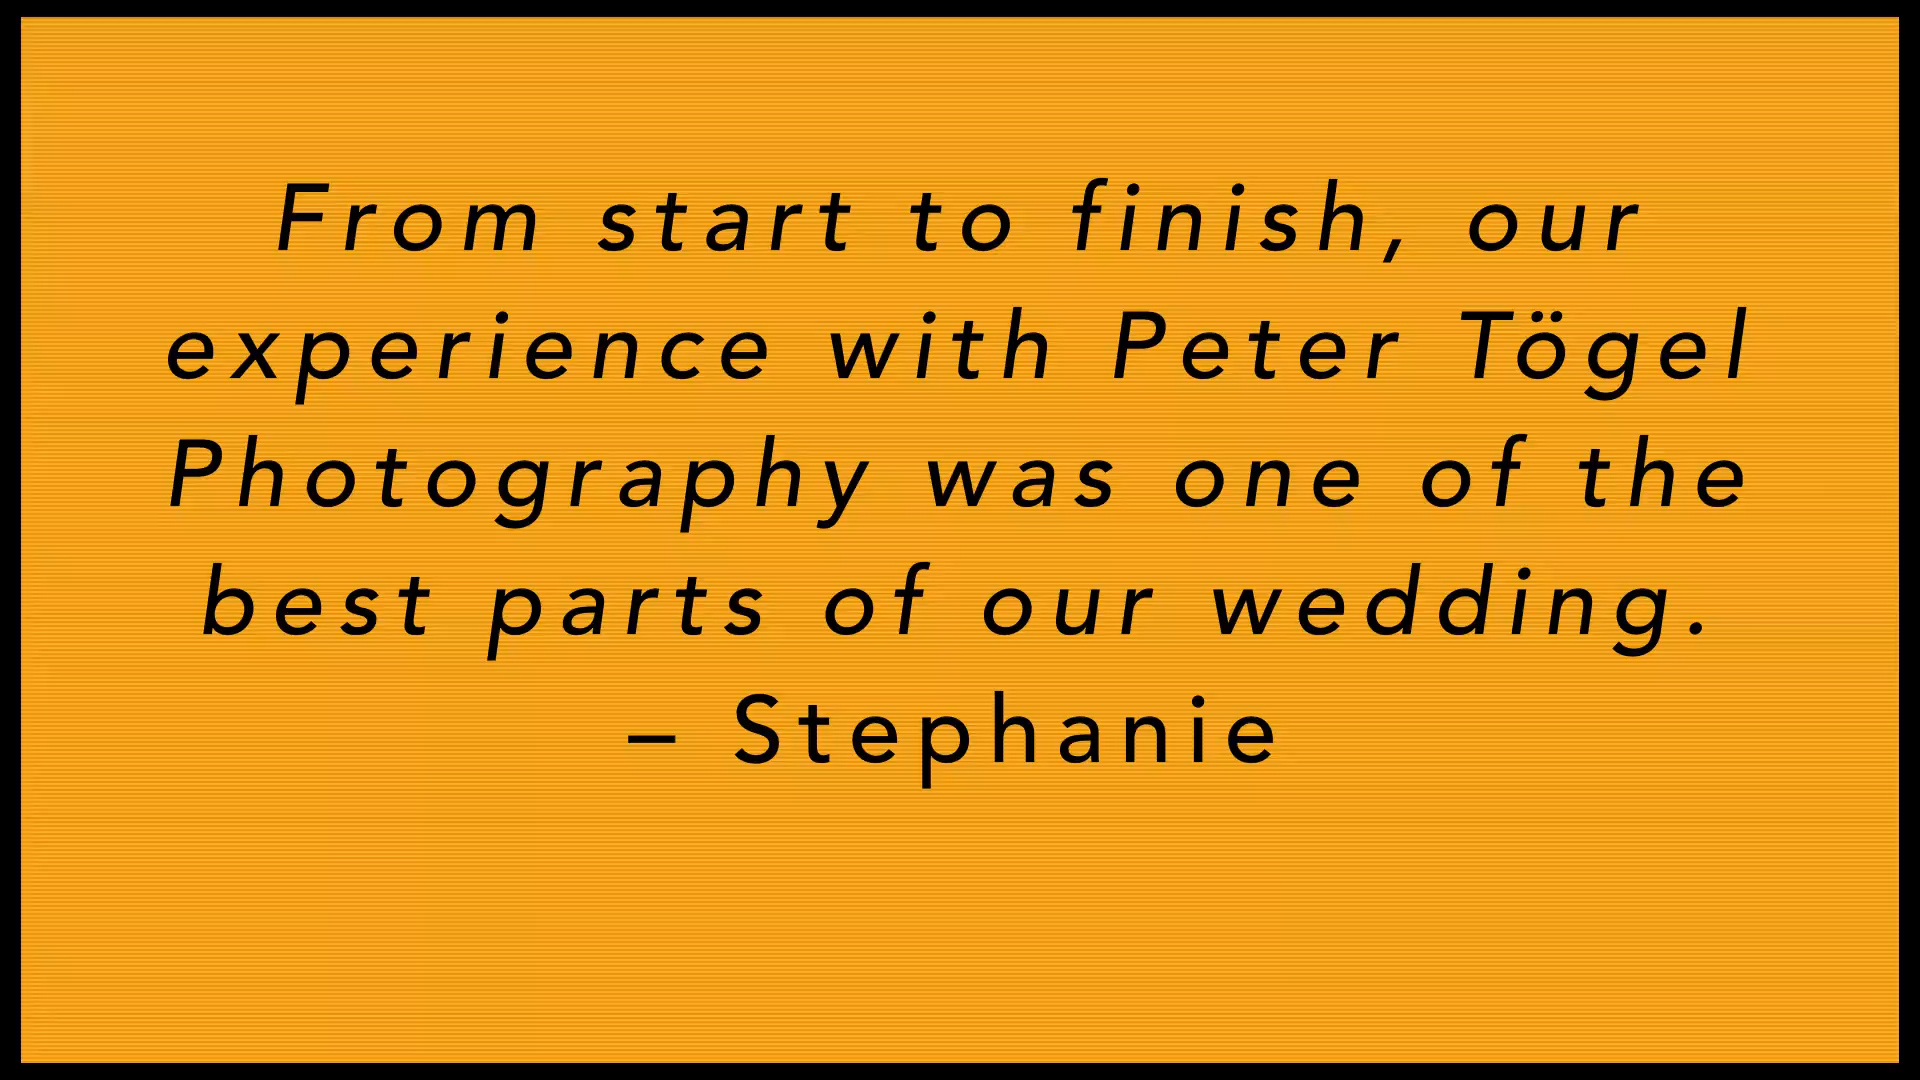 From start to finish, our
experience with Peter Tögel
Photography was one of the
best parts of our wedding.
– Stephanie